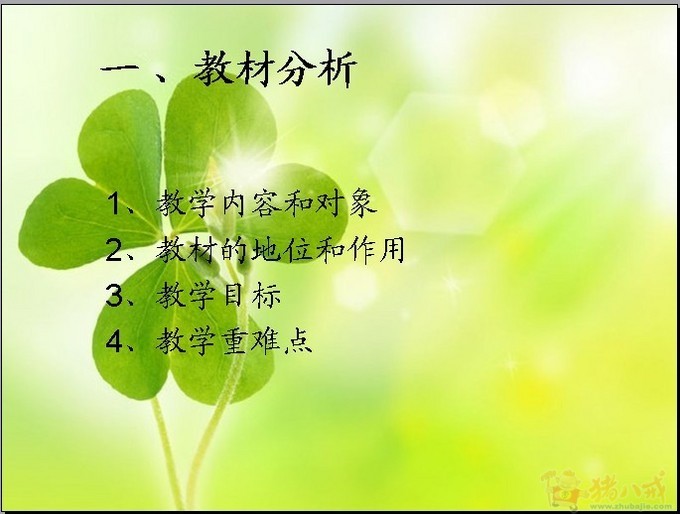 一、教材分析
1、教学内容和对象
2、教材的地位和作用
3、教学目标
4、教学重难点
猪八戒
www.zhubajie.com